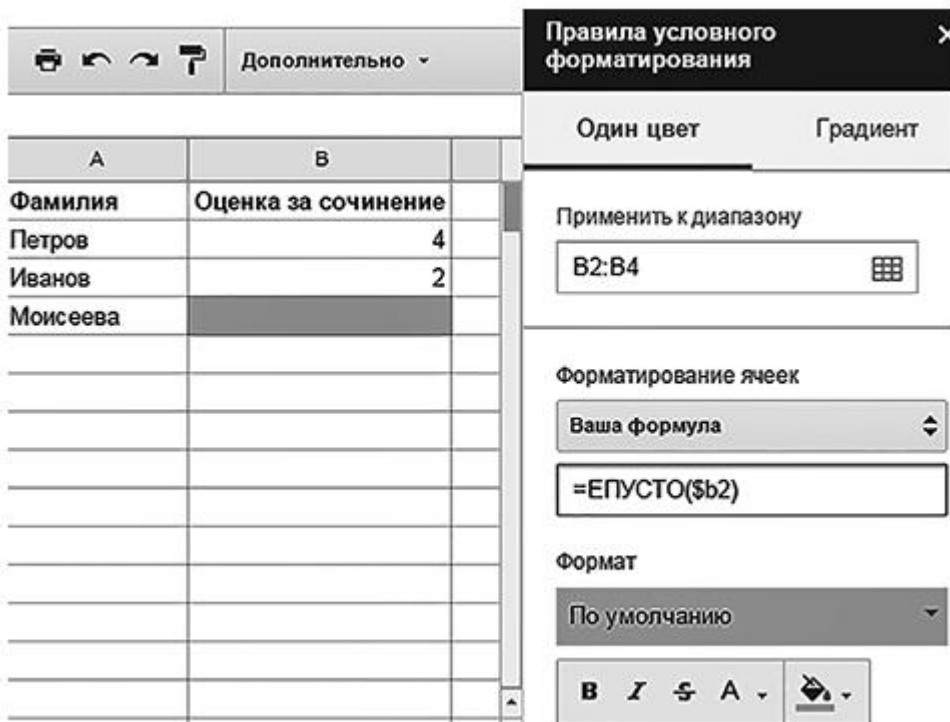 Дополнительно
A B
Фамилия Оценка за сочинение
Петров 4
Иванов 2
Моисеева
Правила условного
форматирования
Один цвет Градиент
Применить к диапазону
B2:B4
Форматирование ячеек
Ваша формула
=ЕПУСТО($b2)
Формат
По умолчанию
B I S A